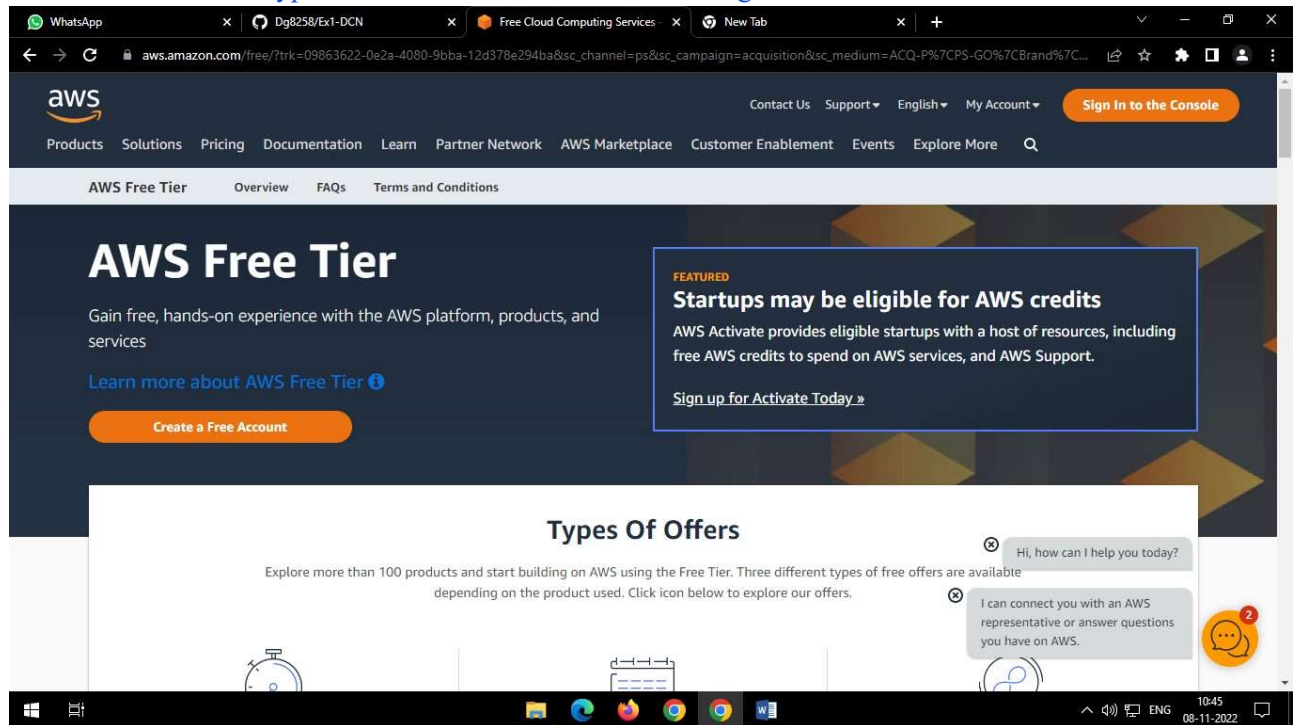 WhatsApp
Dg8258/Ex1-DCN
Free Cloud Computing Services -
New Tab
aws.amazon.com/free/?trk=09863622-0e2a-4080-9bba-12d378e294ba&sc_channel=ps&sc_campaign=acquisition&sc_medium=ACQ-P%7CPS-GO%7CBrand%7C...
aws
Contact Us Support English My Account Sign In to the Console
Products Solutions Pricing Documentation Learn Partner Network AWS Marketplace Customer Enablement Events Explore More
AWS Free Tier Overview FAQs Terms and Conditions
AWS Free Tier
Gain free, hands-on experience with the AWS platform, products, and
services
Learn more about AWS Free Tier
Create a Free Account
FEATURED
Startups may be eligible for AWS credits
AWS Activate provides eligible startups with a host of resources, including
free AWS credits to spend on AWS services, and AWS Support.
Sign up for Activate Today »
Types Of Offers
Explore more than 100 products and start building on AWS using the Free Tier. Three different types of free offers are available
depending on the product used. Click icon below to explore our offers.
Hi, how can I help you today?
I can connect you with an AWS
representative or answer questions
you have on AWS.
2
ENG
10:45
08-11-2022